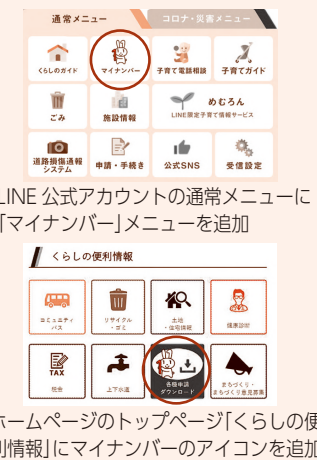 通常メニュー
コロナ・災害メニュー
くらしのガイド
マイナンバー
子育て電話相談
子育てガイド
ごみ
施設情報
めむろん
LINE限定子育て情報サービス
道路損傷通報
システム
申請・手続き
公式SNS
受信設定
LINE 公式アカウントの通常メニューに
「マイナンバー」メニューを追加
くらしの便利情報
コミュニティ
バス
リサイクル
・ゴミ
土地
・住宅情報
健康診断
TAX
税金
上下水道
各種申請
ダウンロード
まちづくり・
まちづくり意見募集
ホームページのトップページ「くらしの便
利情報」にマイナンバーのアイコンを追加